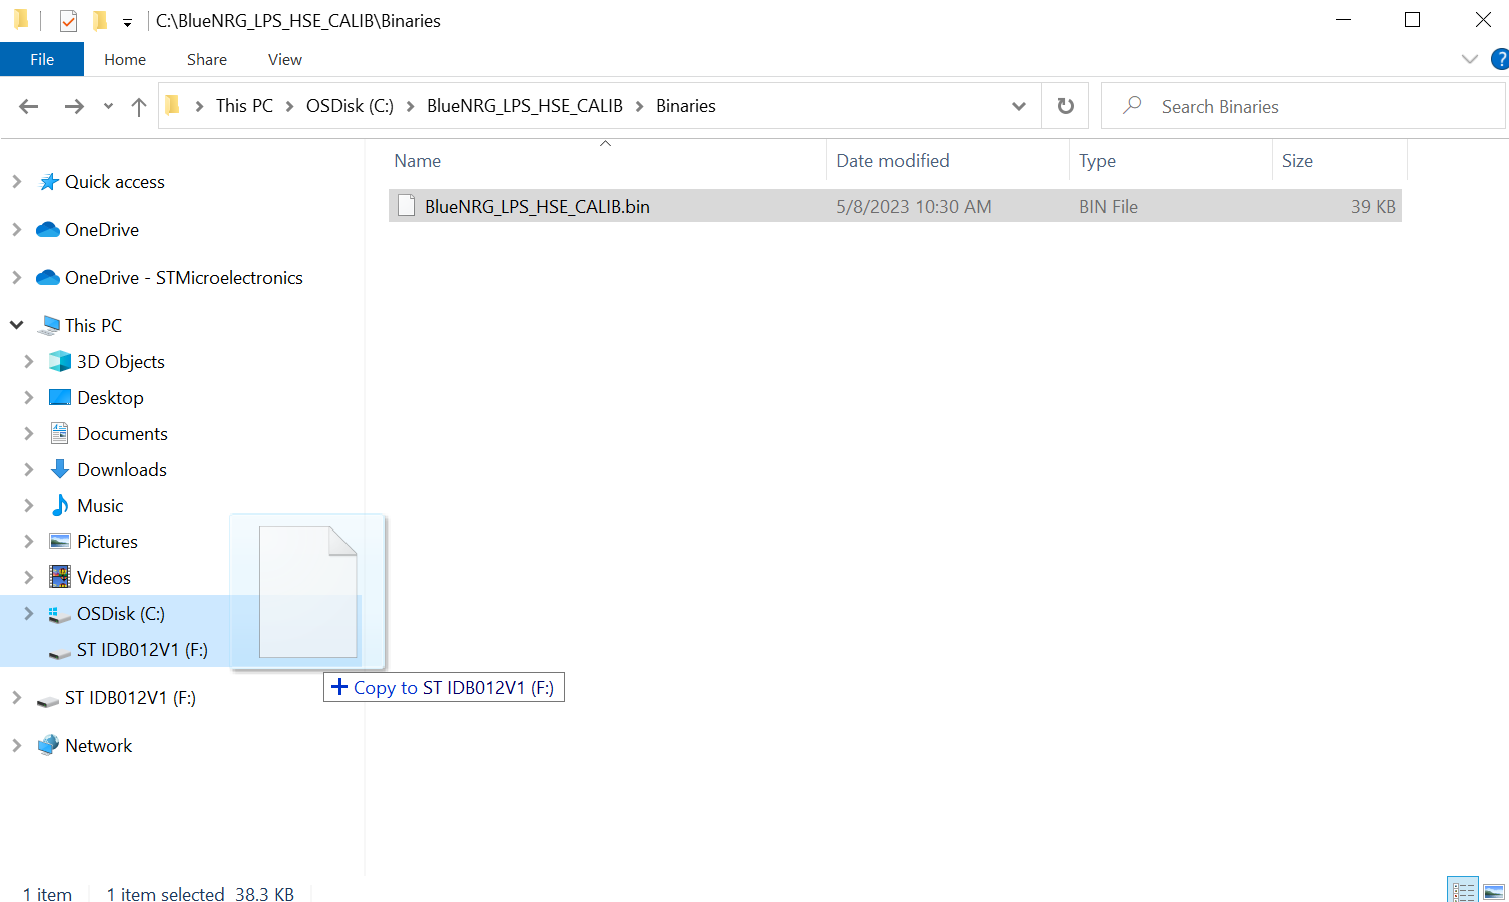 C:\BlueNRG_LPS_HSE_CALIB\Binaries
File Home Share View ?
This PC > OSDisk (C:) > BlueNRG_LPS_HSE_CALIB > Binaries
Search Binaries
Name Date modified Type Size
BlueNRG_LPS_HSE_CALIB.bin 5/8/2023 10:30 AM BIN File 39 KB
Quick access
OneDrive
OneDrive - STMicroelectronics
This PC
3D Objects
Desktop
Documents
Downloads
Music
Pictures
Videos
OSDisk (C:)
ST IDB012V1 (F:)
Copy to ST IDB012V1 (F:)
ST IDB012V1 (F:)
Network
1 item 1 item selected 38.3 KB